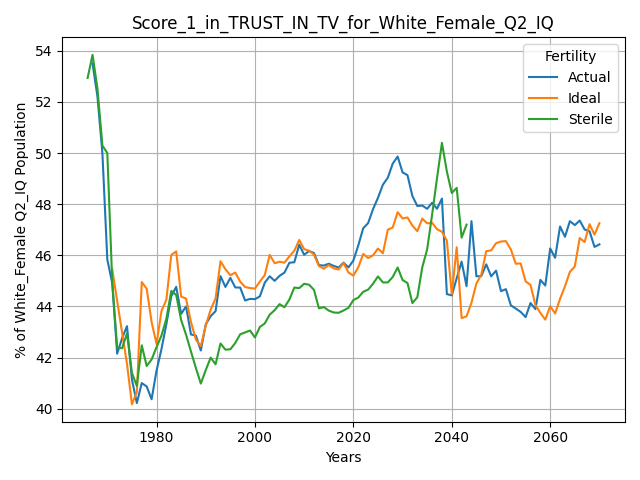 Score_1_in_TRUST_IN_TV_for_White_Female_Q2_IQ
Fertility
Actual
Ideal
Sterile
% of White_Female Q2_IQ Population
54
52
50
48
46
44
42
40
1980
2000
2020
2040
2060
Years